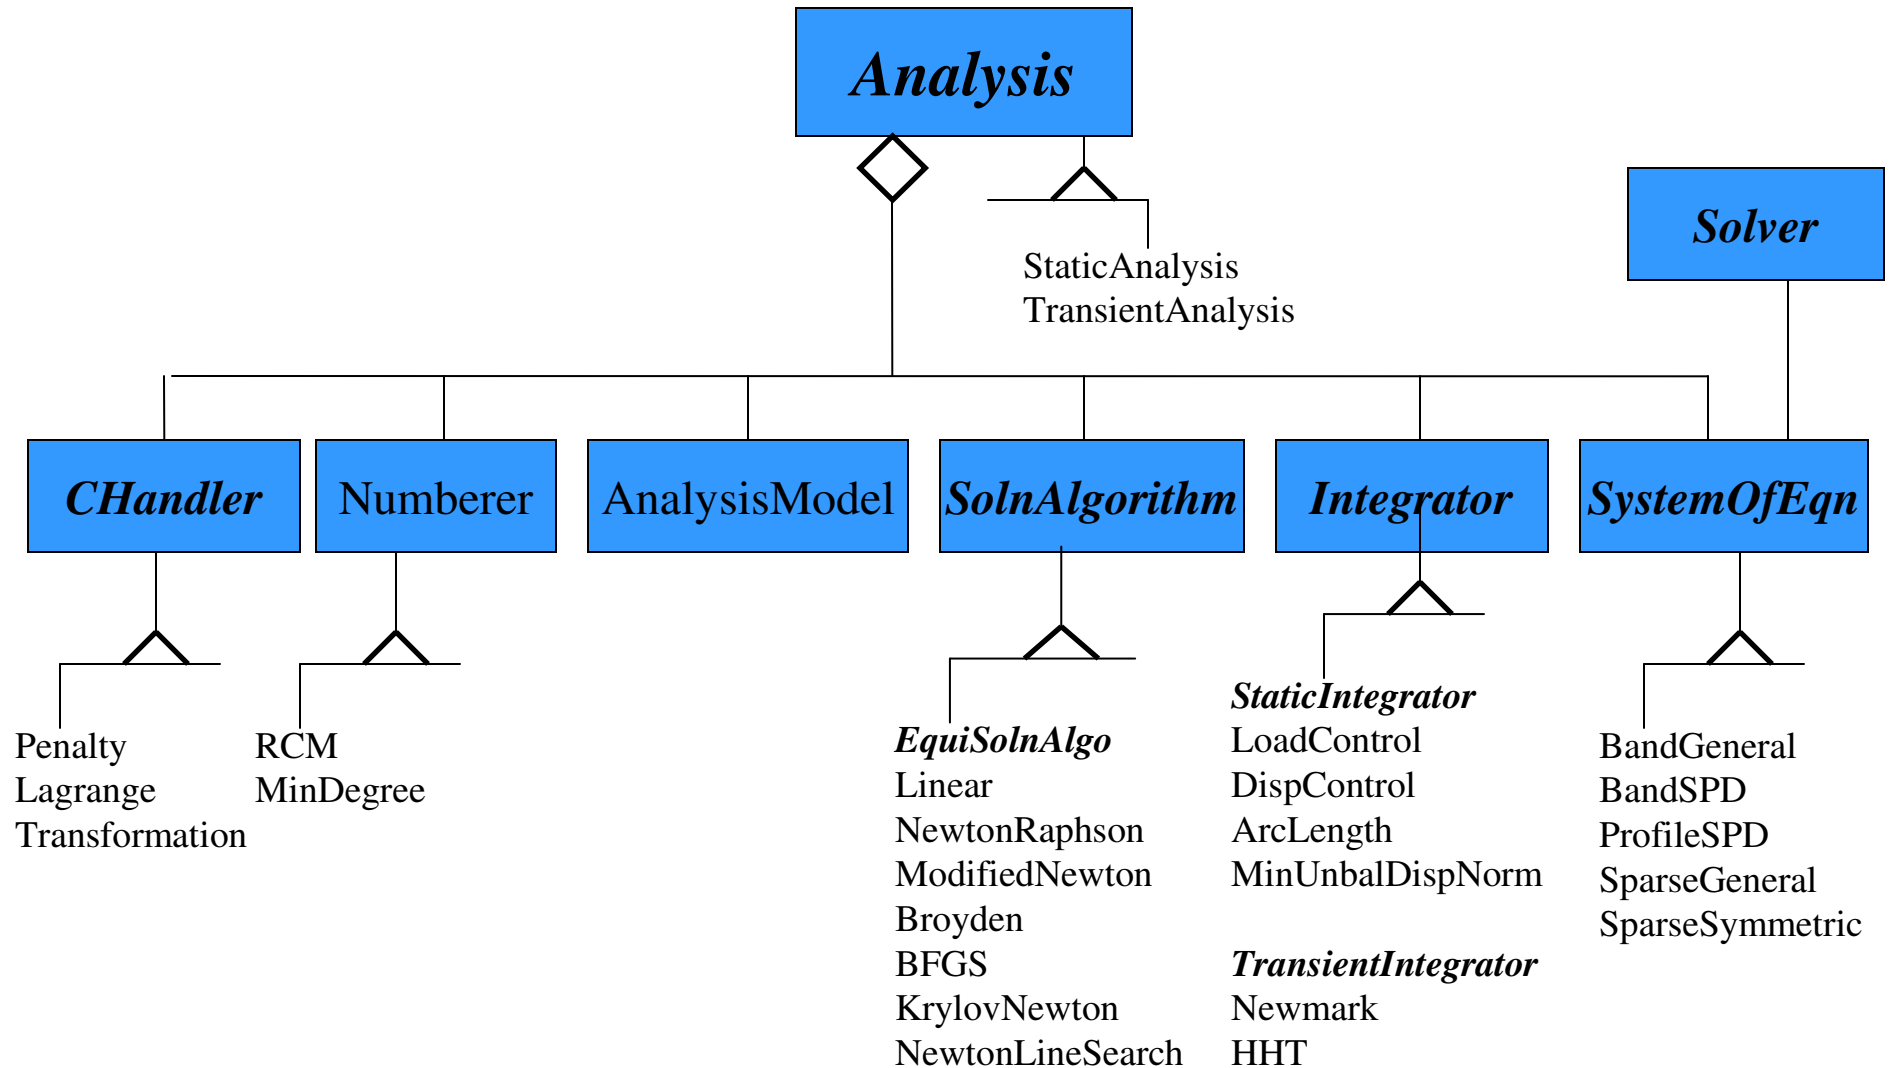 Analysis
Solver
StaticAnalysis
TransientAnalysis
CHandler
Numberer
AnalysisModel
SolnAlgorithm
Integrator
SystemOfEqn
Penalty
Lagrange
Transformation
RCM
MinDegree
EquiSolnAlgo
Linear
NewtonRaphson
ModifiedNewton
Broyden
BFGS
KrylovNewton
NewtonLineSearch
StaticIntegrator
LoadControl
DispControl
ArcLength
MinUnbalDispNorm
TransientIntegrator
Newmark
HHT
BandGeneral
BandSPD
ProfileSPD
SparseGeneral
SparseSymmetric